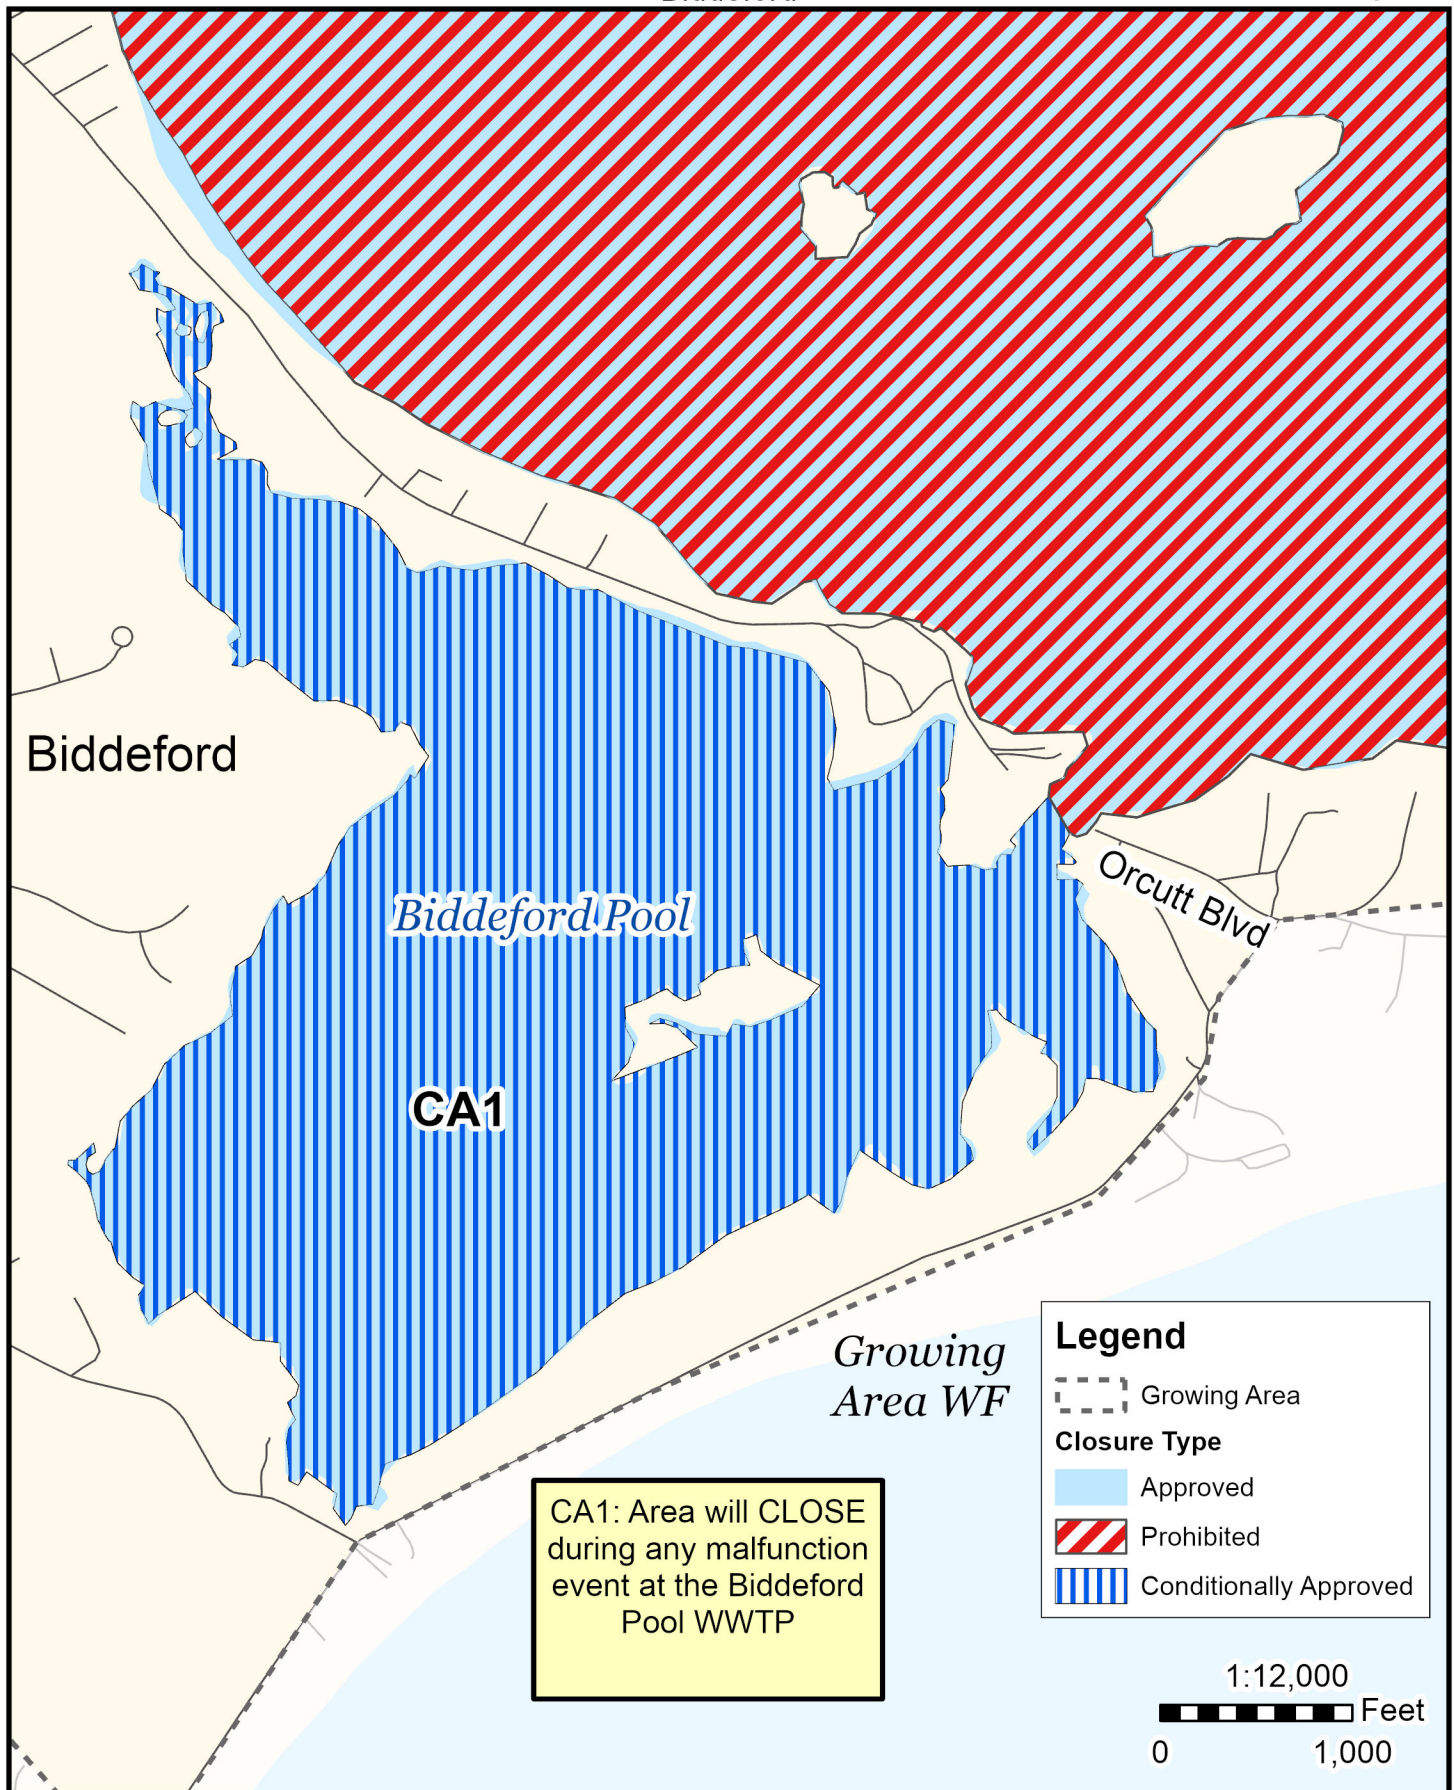 Biddeford
Orcutt Blvd
Biddeford Pool
CA1
Growing
Area WF
CA1: Area will CLOSE
during any malfunction
event at the Biddeford
Pool WWTP
Legend
Growing Area
Closure Type
Approved
Prohibited
Conditionally Approved
1:12,000
Feet
0 1,000